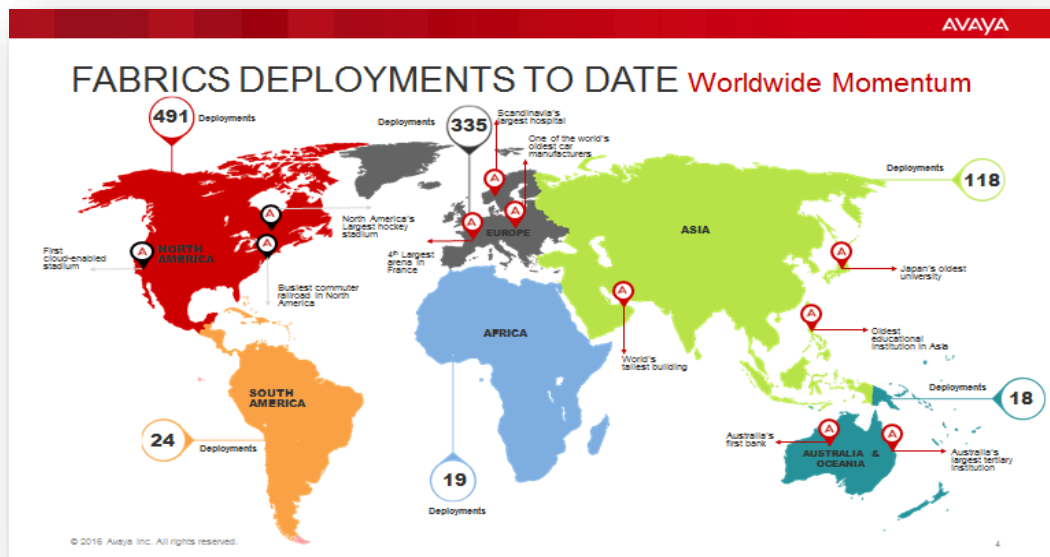 AVAYA
FABRICS DEPLOYMENTS TO DATE Worldwide Momentum
491
Deployments
Deployments
335
Scandinavia's
largest hospital
One of the world's
oldest car
manufacturers
Deployments
118
North America's
Largest hockey
stadium
First
cloud-enabled
stadium
NORTH
AMERICA
EUROPE
ASIA
4th Largest
arena in
France
Japan's oldest
university
Busiest commuter
railroad in North
America
AFRICA
Oldest
educational
Institution in Asia
World's
tallest building
SOUTH
AMERICA
Deployments
18
24
Deployments
Australia's
first bank
AUSTRALIA &
OCEANIA
Australia's
largest tertiary
institution
19
Deployments
© 2016 Avaya Inc. All rights reserved.
4